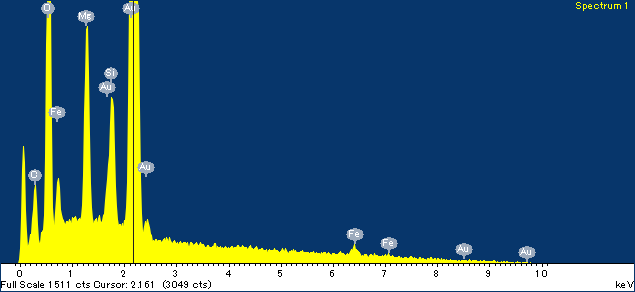 Spectrum 1
O Mg Au
Si
Au
Fe
Au
C
Fe Fe Au Au
0 1 2 3 4 5 6 7 8 9 10
Full Scale 1511 cts Cursor: 2.161 (3049 cts) keV